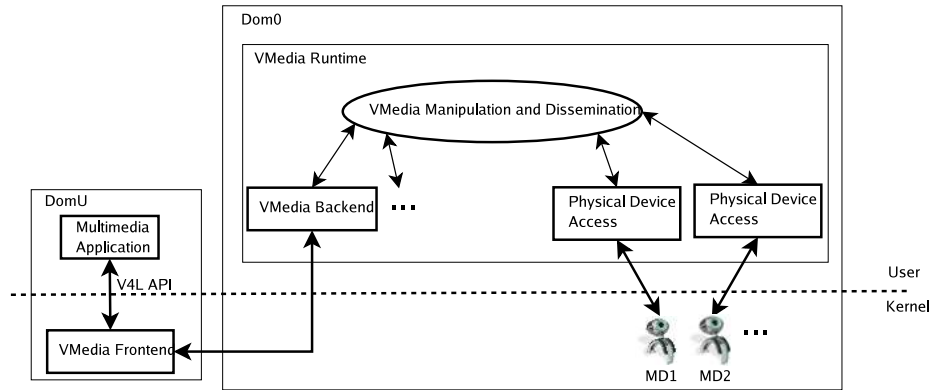 Dom0
VMedia Runtime
VMedia Manipulation and Dissemination
DomU
Multimedia
Application
V4L API
VMedia Frontend
VMedia Backend
...
Physical Device
Access
Physical Device
Access
User
Kernel
MD1
MD2
...